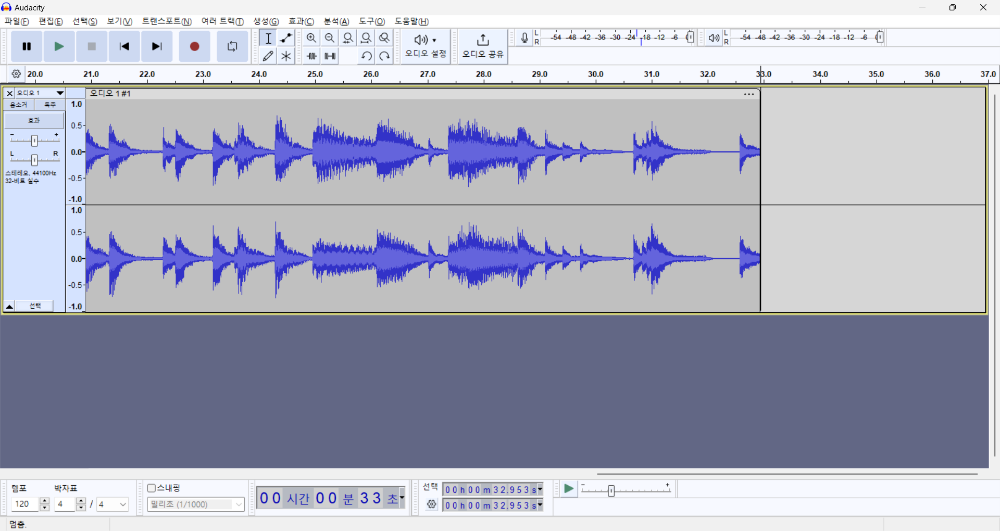 Audacity
파일(F) 편집(E) 선택(S) 보기(V) 트랜스포트(N) 여러 트랙(T) 생성(G) 효과(C) 분석(A) 도구(O) 도움말(H)
오디오 설정
오디오 공유
L
R
-54 -48 -42 -36 -30 -24 -18 -12 -6 0
L
R
-54 -48 -42 -36 -30 -24 -18 -12 -6 0
20.0 21.0 22.0 23.0 24.0 25.0 26.0 27.0 28.0 29.0 30.0 31.0 32.0 33.0 34.0 35.0 36.0 37.0
오디오 1
오디오 1 #1
음소거 독주
효과
- +
L R
스테레오, 44100Hz
32-비트 실수
1.0
0.5-
0.0-
-0.5-
-1.0
1.0
0.5-
0.0-
-0.5-
-1.0
선택
템포 박자표
120 4 / 4
스내핑
밀리초 (1/1000)
00 시간 00 분 33 초
선택
00 h 00 m 32.953 s
00 h 00 m 32.953 s
- +
멈춤.